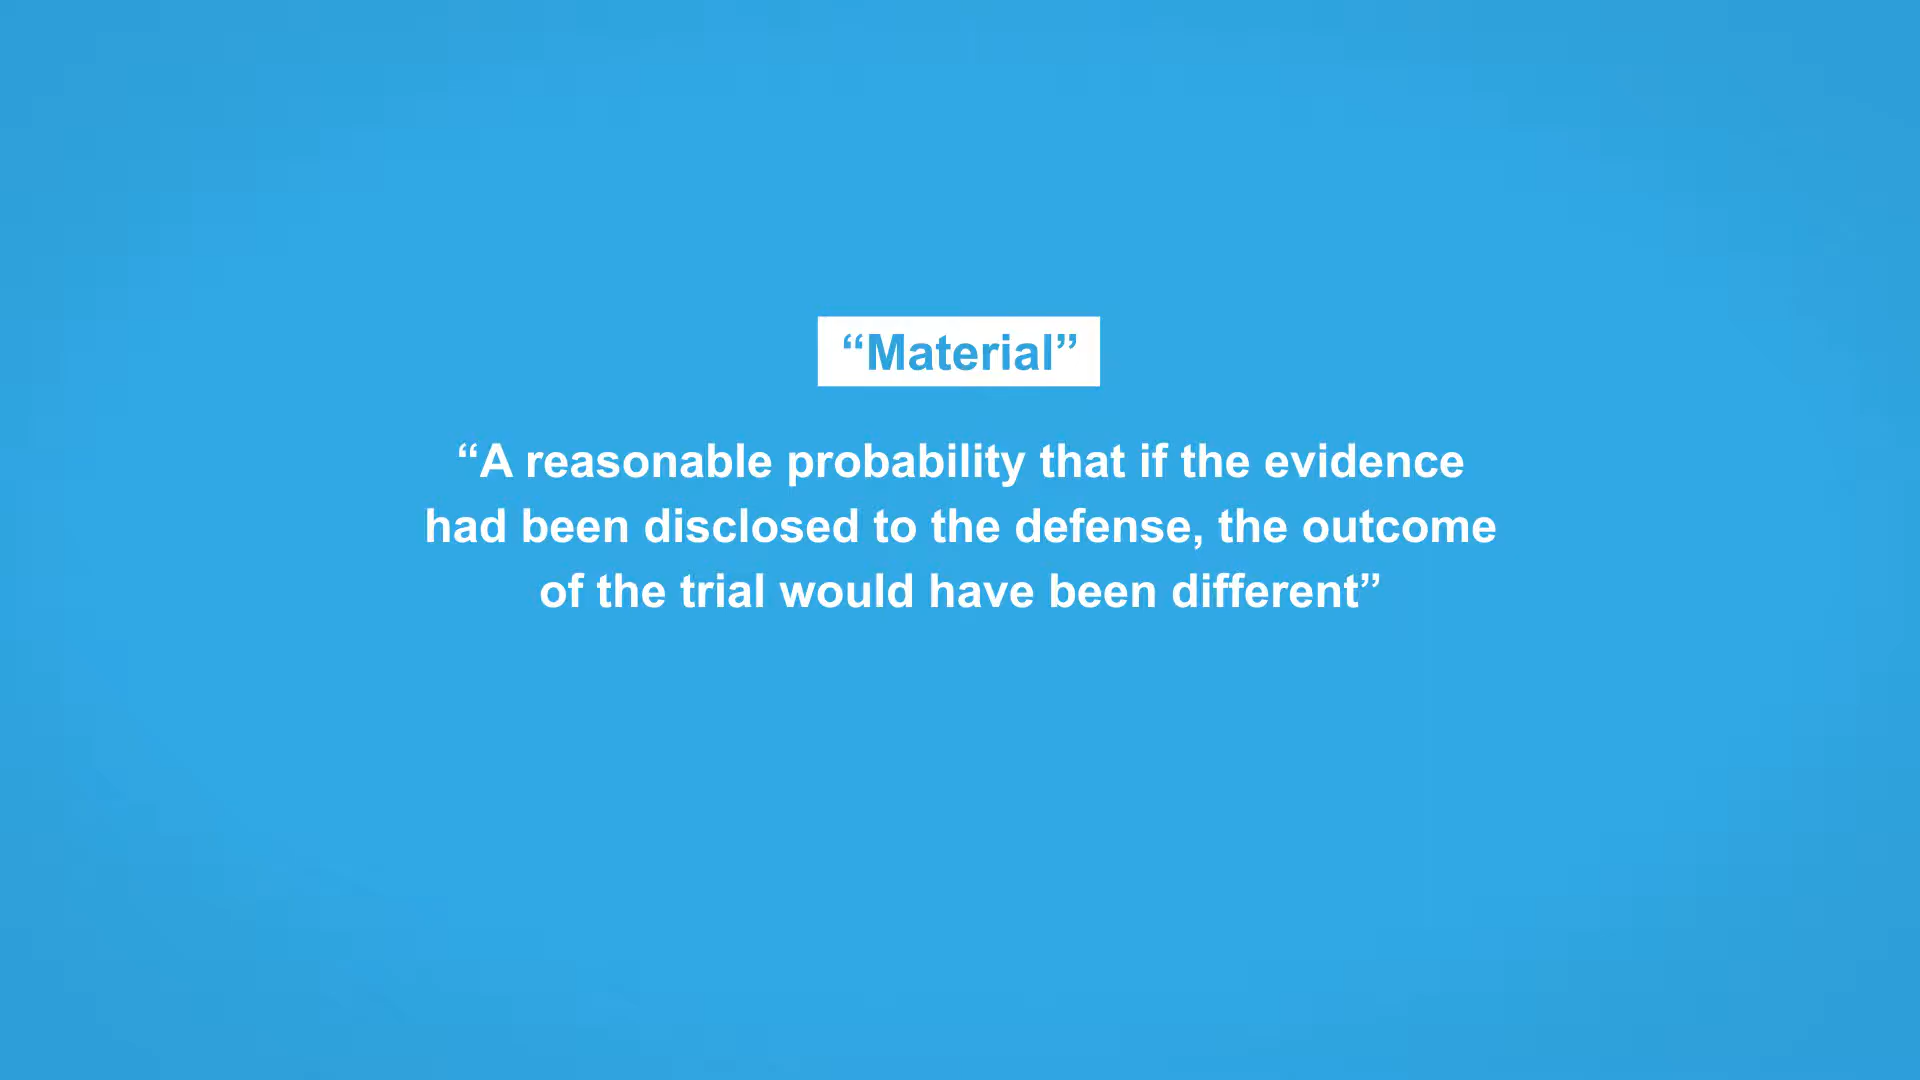 “Material”
“A reasonable probability that if the evidence
had been disclosed to the defense, the outcome
of the trial would have been different”